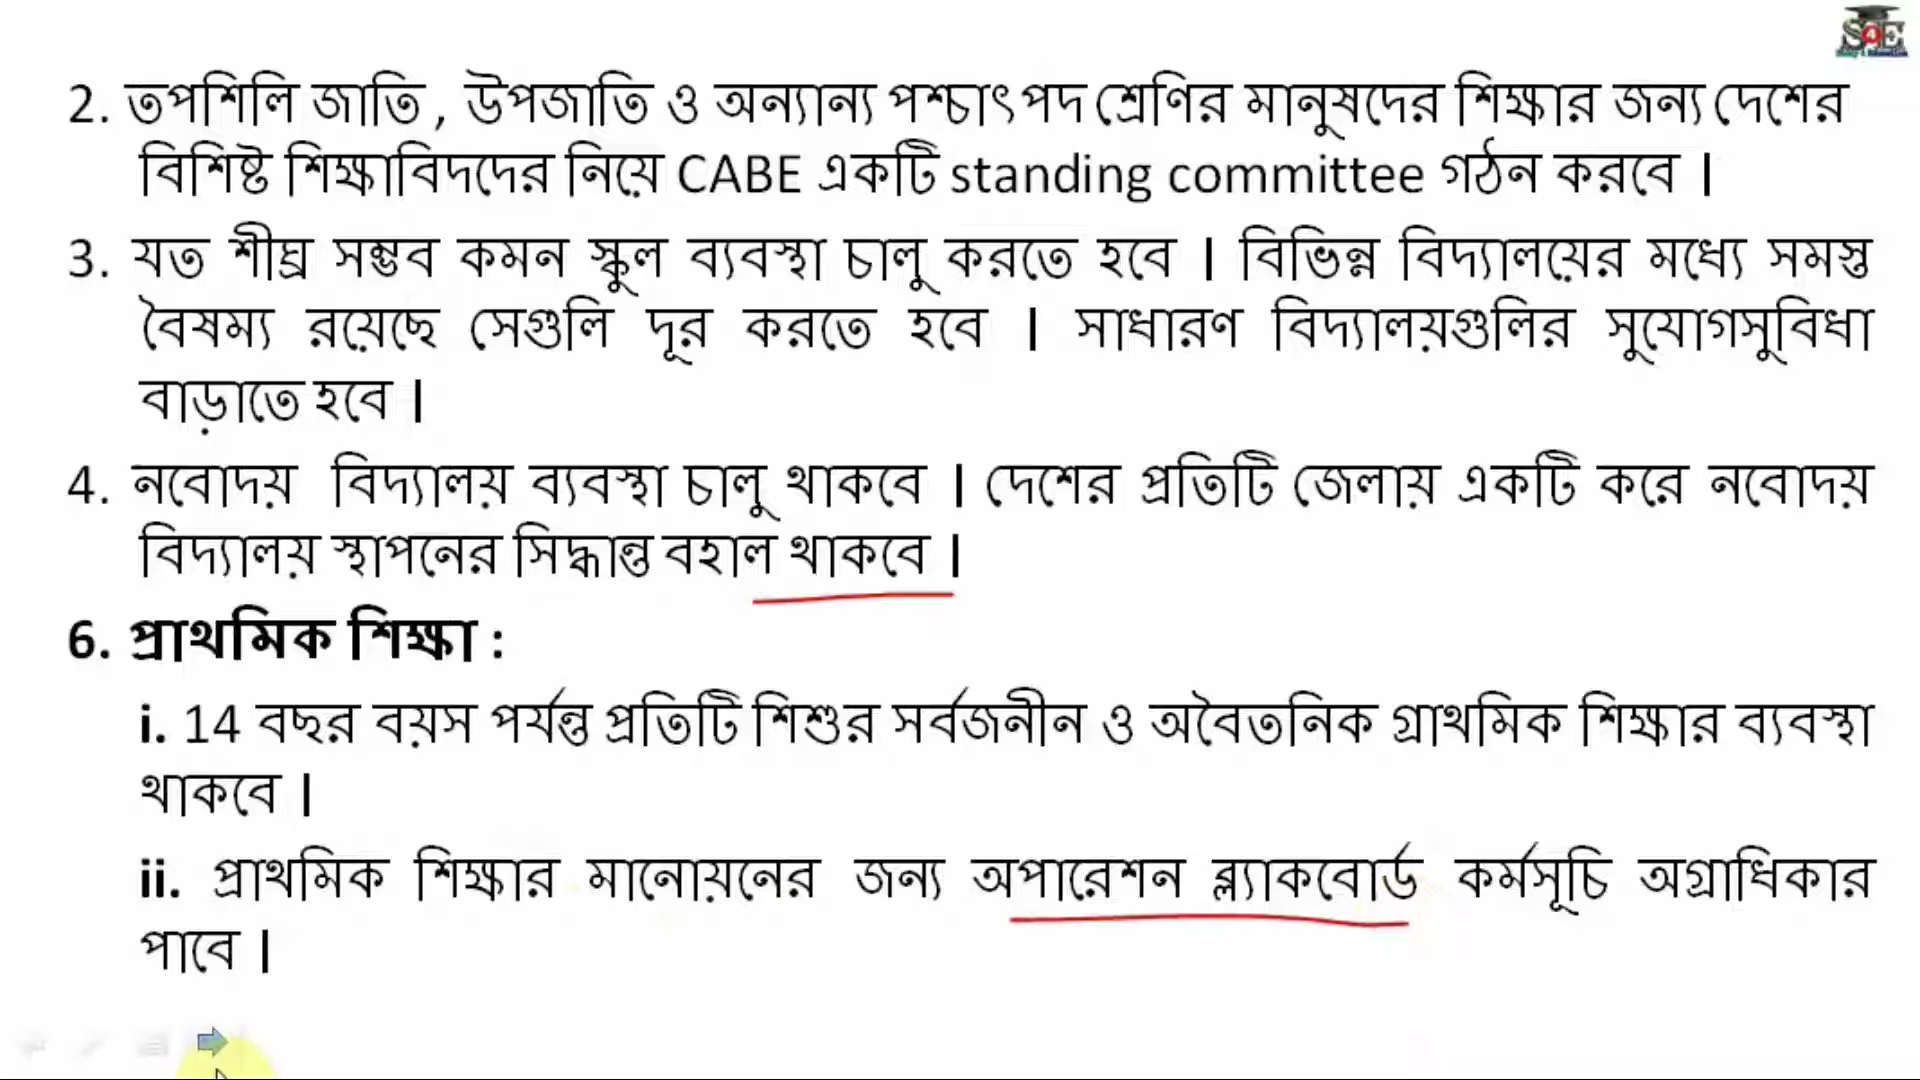 2. তপশিলি জাতি , উপজাতি ও অন্যান্য পশ্চাৎপদ শ্রেণির মানুষদের শিক্ষার জন্য দেশের
বিশিষ্ট শিক্ষাবিদদের নিয়ে CABE একটি standing committee গঠন করবে ।
3. যত শীঘ্র সম্ভব কমন স্কুল ব্যবস্থা চালু করতে হবে । বিভিন্ন বিদ্যালয়ের মধ্যে সমস্ত
বৈষম্য রয়েছে সেগুলি দূর করতে হবে । সাধারণ বিদ্যালয়গুলির সুযোগসুবিধা
বাড়াতে হবে ।
4. নবোদয় বিদ্যালয় ব্যবস্থা চালু থাকবে । দেশের প্রতিটি জেলায় একটি করে নবোদয়
বিদ্যালয় স্থাপনের সিদ্ধান্ত বহাল থাকবে ।
6. প্রাথমিক শিক্ষা :
i. 14 বছর বয়স পর্যন্ত প্রতিটি শিশুর সর্বজনীন ও অবৈতনিক গ্রাথমিক শিক্ষার ব্যবস্থা
থাকবে ।
ii. প্রাথমিক শিক্ষার মানোয়নের জন্য অপারেশন ব্ল্যাকবোর্ড কর্মসূচি অগ্রাধিকার
পাবে ।
S4E